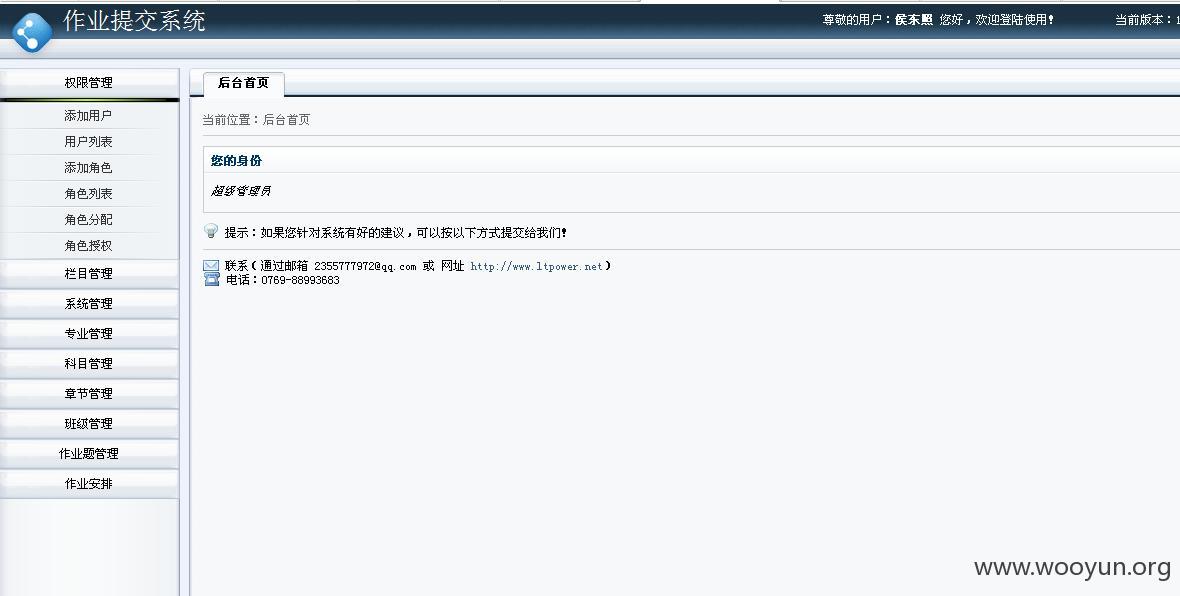 作业提交系统
尊敬的用户：侯东照 您好，欢迎登陆使用！ 当前版本：1
权限管理
添加用户
用户列表
添加角色
角色列表
角色分配
角色授权
栏目管理
系统管理
专业管理
科目管理
章节管理
班级管理
作业题管理
作业安排
后台首页
当前位置：后台首页
您的身份
超级管理员
提示：如果您针对系统有好的建议，可以按以下方式提交给我们！
联系(通过邮箱 2355777972@qq.com 或 网址 http://www.ltpower.net)
电话：0769-88993683
www.wooyun.org